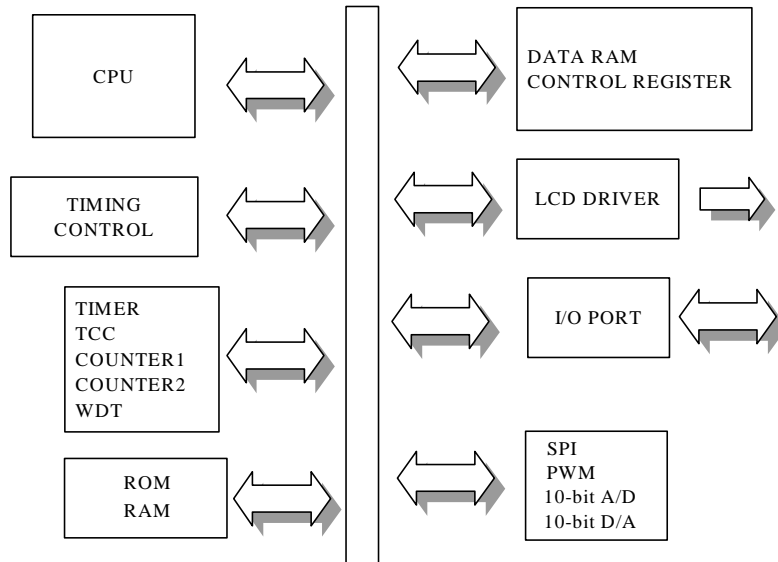 CPU
TIMING
CONTROL
TIMER
TCC
COUNTER1
COUNTER2
WDT
ROM
RAM
DATA RAM
CONTROL REGISTER
LCD DRIVER
I/O PORT
SPI
PWM
10-bit A/D
10-bit D/A